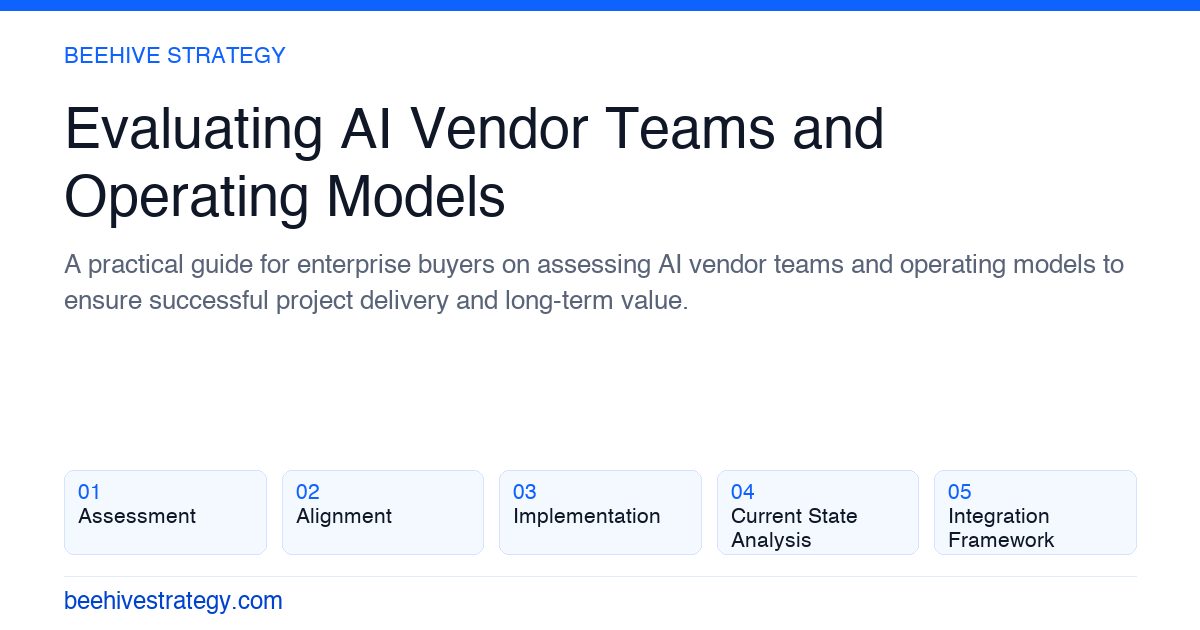 BEEHIVE STRATEGY
Evaluating AI Vendor Teams and
Operating Models
A practical guide for enterprise buyers on assessing AI vendor teams and operating models to
ensure successful project delivery and long-term value.
01
Assessment
02
Alignment
03
Implementation
04
Current State
Analysis
05
Integration
Framework
beehivestrategy.com